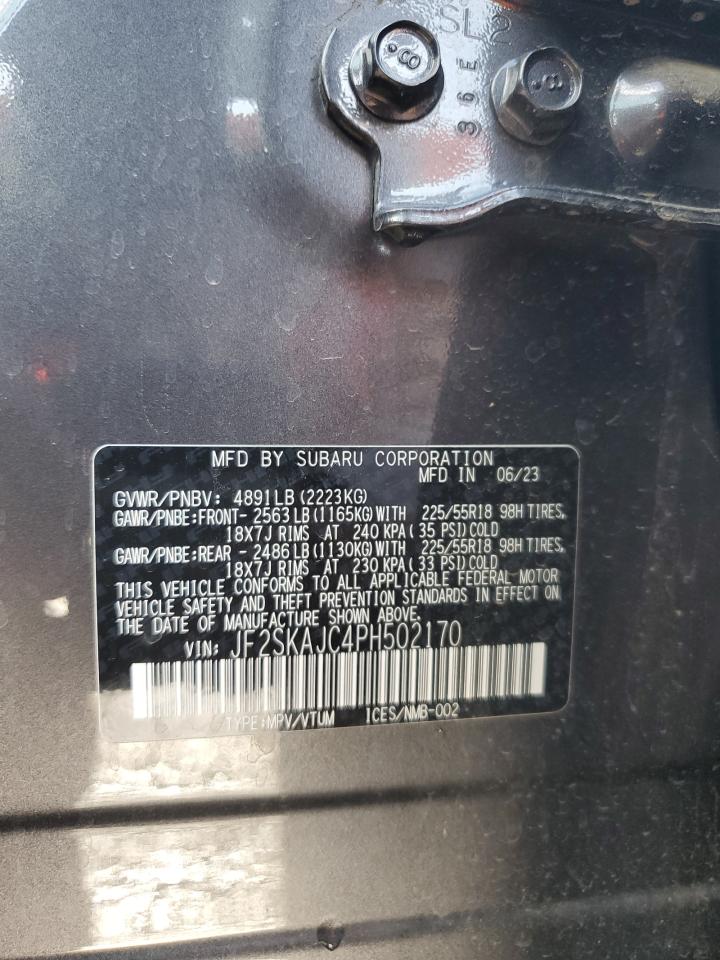 SL2
36E
8
8
MFD BY SUBARU CORPORATION
MFD IN 06/23
GVWR/PNBV: 4891LB(2223KG)
GAWR/PNBE:FRONT- 2563LB(1165KG)WITH 225/55R18 98H TIRES,
18X7J RIMS AT 240 KPA(35 PSI)COLD
GAWR/PNBE:REAR - 2486LB(1130KG)WITH 225/55R18 98H TIRES,
18X7J RIMS AT 230 KPA(33 PSI)COLD
THIS VEHICLE CONFORMS TO ALL APPLICABLE FEDERAL MOTOR
VEHICLE SAFETY AND THEFT PREVENTION STANDARDS IN EFFECT ON
THE DATE OF MANUFACTURE SHOWN ABOVE.
VIN: JF2SKAJC4PH502170
TYPE:MPV/VTUM ICES/NMB-002